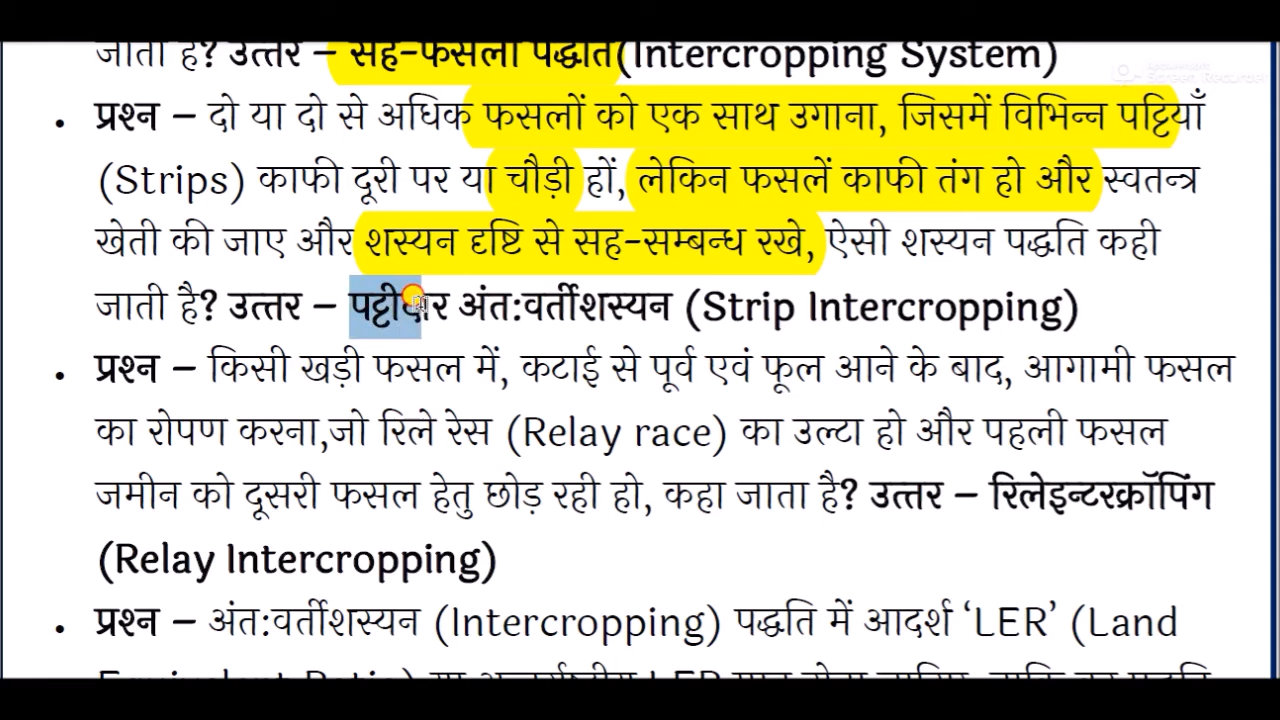 जाती है? उत्तर – सह-फसली पद्धति(Intercropping System)
• प्रश्न – दो या दो से अधिक फसलों को एक साथ उगाना, जिसमें विभिन्न पट्टियाँ
(Strips) काफी दूरी पर या चौड़ी हों, लेकिन फसलें काफी तंग हो और स्वतन्त्र
खेती की जाए और शस्यन दृष्टि से सह-सम्बन्ध रखे, ऐसी शस्यन पद्धति कही
जाती है? उत्तर – पट्टीदार अंत:वर्तीशस्यन (Strip Intercropping)
• प्रश्न – किसी खड़ी फसल में, कटाई से पूर्व एवं फूल आने के बाद, आगामी फसल
का रोपण करना,जो रिले रेस (Relay race) का उल्टा हो और पहली फसल
जमीन को दूसरी फसल हेतु छोड़ रही हो, कहा जाता है? उत्तर – रिलेइन्टरक्रॉपिंग
(Relay Intercropping)
• प्रश्न – अंत:वर्तीशस्यन (Intercropping) पद्धति में आदर्श ‘LER’ (Land